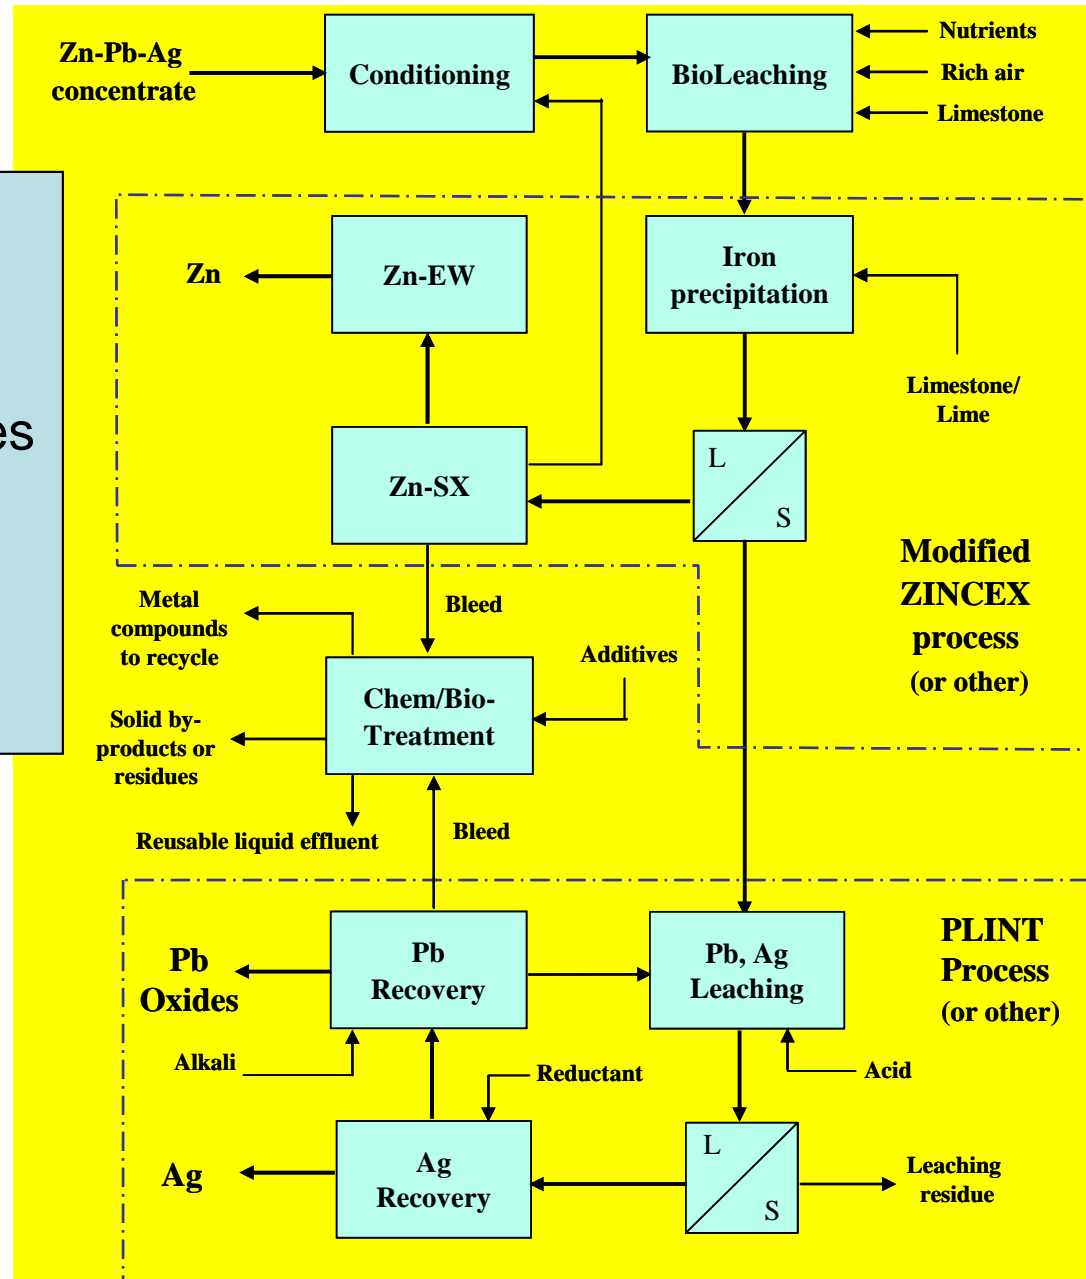 Zn-Pb-Ag
concentrate
Conditioning
BioLeaching
Nutrients
Rich air
Limestone
es
Zn
Zn-EW
Iron
precipitation
Limestone/
Lime
Zn-SX
L
S
Modified
ZINCEX
process
(or other)
Metal
compounds
to recycle
Bleed
Additives
Chem/Bio-
Treatment
Solid by-
products or
residues
Reusable liquid effluent
Bleed
Pb
Oxides
Pb
Recovery
Pb, Ag
Leaching
PLINT
Process
(or other)
Alkali
Reductant
Acid
Ag
Ag
Recovery
L
S
Leaching
residue